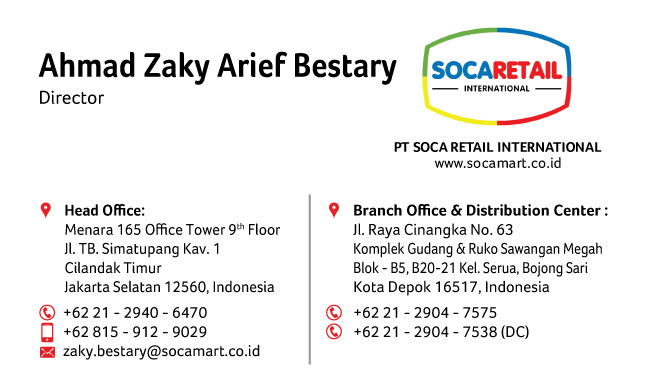 Ahmad Zaky Arief Bestary
Director
SOCARETAIL
INTERNATIONAL
PT SOCA RETAIL INTERNATIONAL
www.socamart.co.id
Head Office:
Menara 165 Office Tower 9th Floor
Jl. TB. Simatupang Kav. 1
Cilandak Timur
Jakarta Selatan 12560, Indonesia
+62 21 - 2940 - 6470
+62 815 - 912 - 9029
zaky.bestary@socamart.co.id
Branch Office & Distribution Center :
Jl. Raya Cinangka No. 63
Komplek Gudang & Ruko Sawangan Megah
Blok - B5, B20-21 Kel. Serua, Bojong Sari
Kota Depok 16517, Indonesia
+62 21 - 2904 - 7575
+62 21 - 2904 - 7538 (DC)